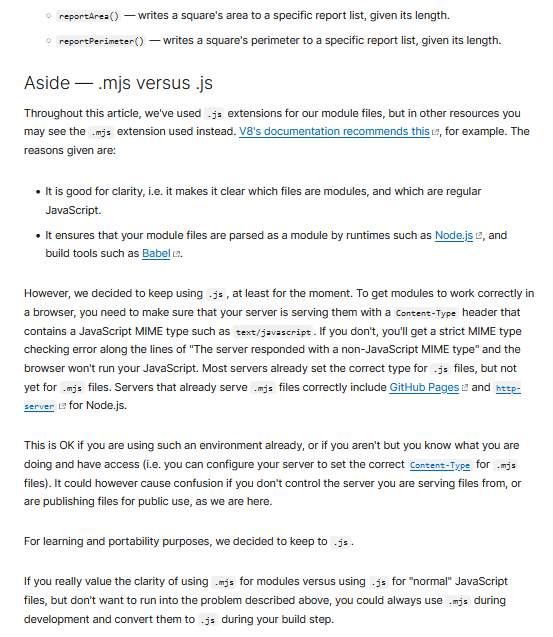 reportArea() — writes a square's area to a specific report list, given its length.
reportPerimeter() — writes a square's perimeter to a specific report list, given its length.
Aside — .mjs versus .js
Throughout this article, we've used .js extensions for our module files, but in other resources you
may see the .mjs extension used instead. V8's documentation recommends this, for example. The
reasons given are:
• It is good for clarity, i.e. it makes it clear which files are modules, and which are regular
JavaScript.
• It ensures that your module files are parsed as a module by runtimes such as Node.js, and
build tools such as Babel.
However, we decided to keep using .js, at least for the moment. To get modules to work correctly in
a browser, you need to make sure that your server is serving them with a Content-Type header that
contains a JavaScript MIME type such as text/javascript. If you don't, you'll get a strict MIME type
checking error along the lines of "The server responded with a non-JavaScript MIME type" and the
browser won't run your JavaScript. Most servers already set the correct type for .js files, but not
yet for .mjs files. Servers that already serve .mjs files correctly include GitHub Pages and http-
server for Node.js.
This is OK if you are using such an environment already, or if you aren't but you know what you are
doing and have access (i.e. you can configure your server to set the correct Content-Type for .mjs
files). It could however cause confusion if you don't control the server you are serving files from, or
are publishing files for public use, as we are here.
For learning and portability purposes, we decided to keep to .js.
If you really value the clarity of using .mjs for modules versus using .js for "normal" JavaScript
files, but don't want to run into the problem described above, you could always use .mjs during
development and convert them to .js during your build step.